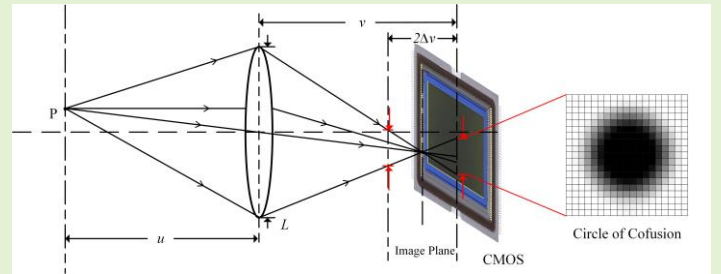 v
2Δv
P
L
u
Image Plane
CMOS
Circle of Cofusion